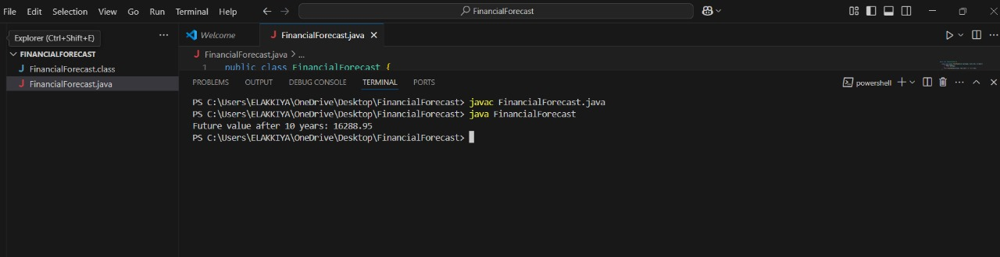 File Edit Selection View Go Run Terminal Help FinancialForecast
Explorer (Ctrl+Shift+E)
FINANCIALFORECAST
FinancialForecast.class
FinancialForecast.java
Welcome FinancialForecast.java
FinancialForecast.java > ...
1 public class FinancialForecast {
PROBLEMS OUTPUT DEBUG CONSOLE TERMINAL PORTS powershell
PS C:\Users\ELAKKIYA\OneDrive\Desktop\FinancialForecast> javac FinancialForecast.java
PS C:\Users\ELAKKIYA\OneDrive\Desktop\FinancialForecast> java FinancialForecast
Future value after 10 years: 16288.95
PS C:\Users\ELAKKIYA\OneDrive\Desktop\FinancialForecast>